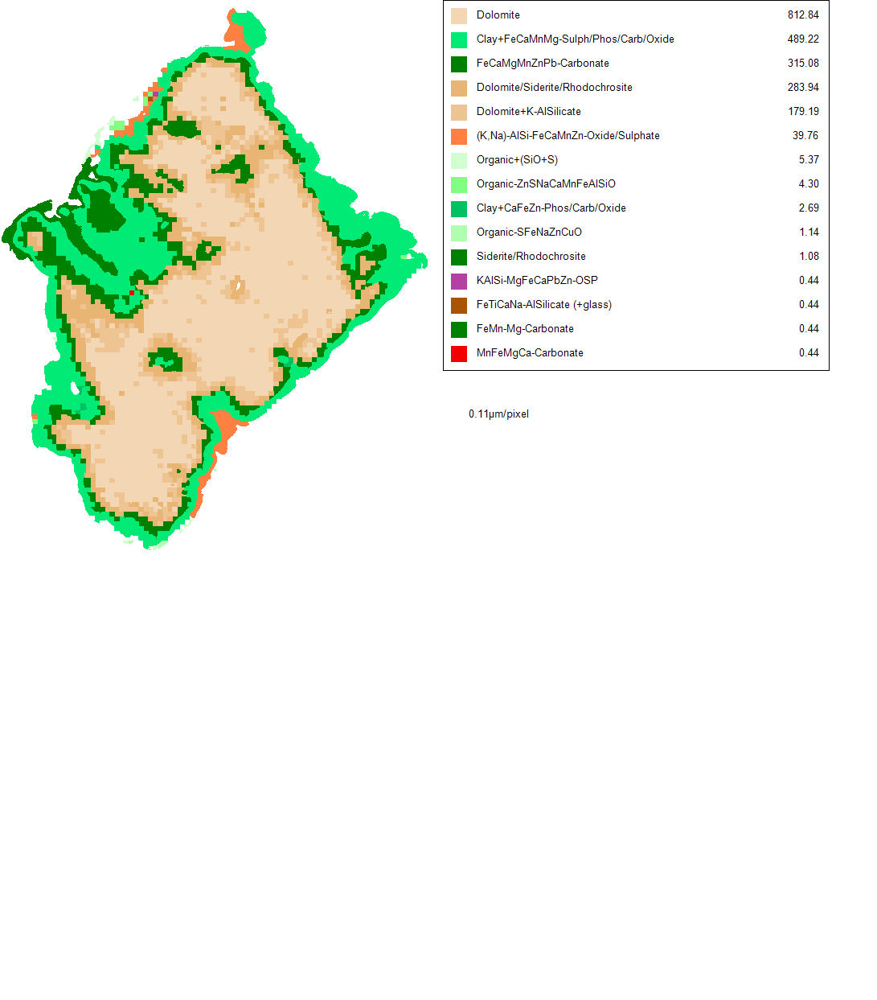 Dolomite 812.84
Clay+FeCaMnMg-Sulph/Phos/Carb/Oxide 489.22
FeCaMgMnZnPb-Carbonate 315.08
Dolomite/Siderite/Rhodochrosite 283.94
Dolomite+K-AlSilicate 179.19
(K,Na)-AlSi-FeCaMnZn-Oxide/Sulphate 39.76
Organic+(SiO+S) 5.37
Organic-ZnSNaCaMnFeAlSiO 4.30
Clay+CaFeZn-Phos/Carb/Oxide 2.69
Organic-SFeNaZnCuO 1.14
Siderite/Rhodochrosite 1.08
KAlSi-MgFeCaPbZn-OSP 0.44
FeTiCaNa-AlSilicate (+glass) 0.44
FeMn-Mg-Carbonate 0.44
MnFeMgCa-Carbonate 0.44
0.11µm/pixel